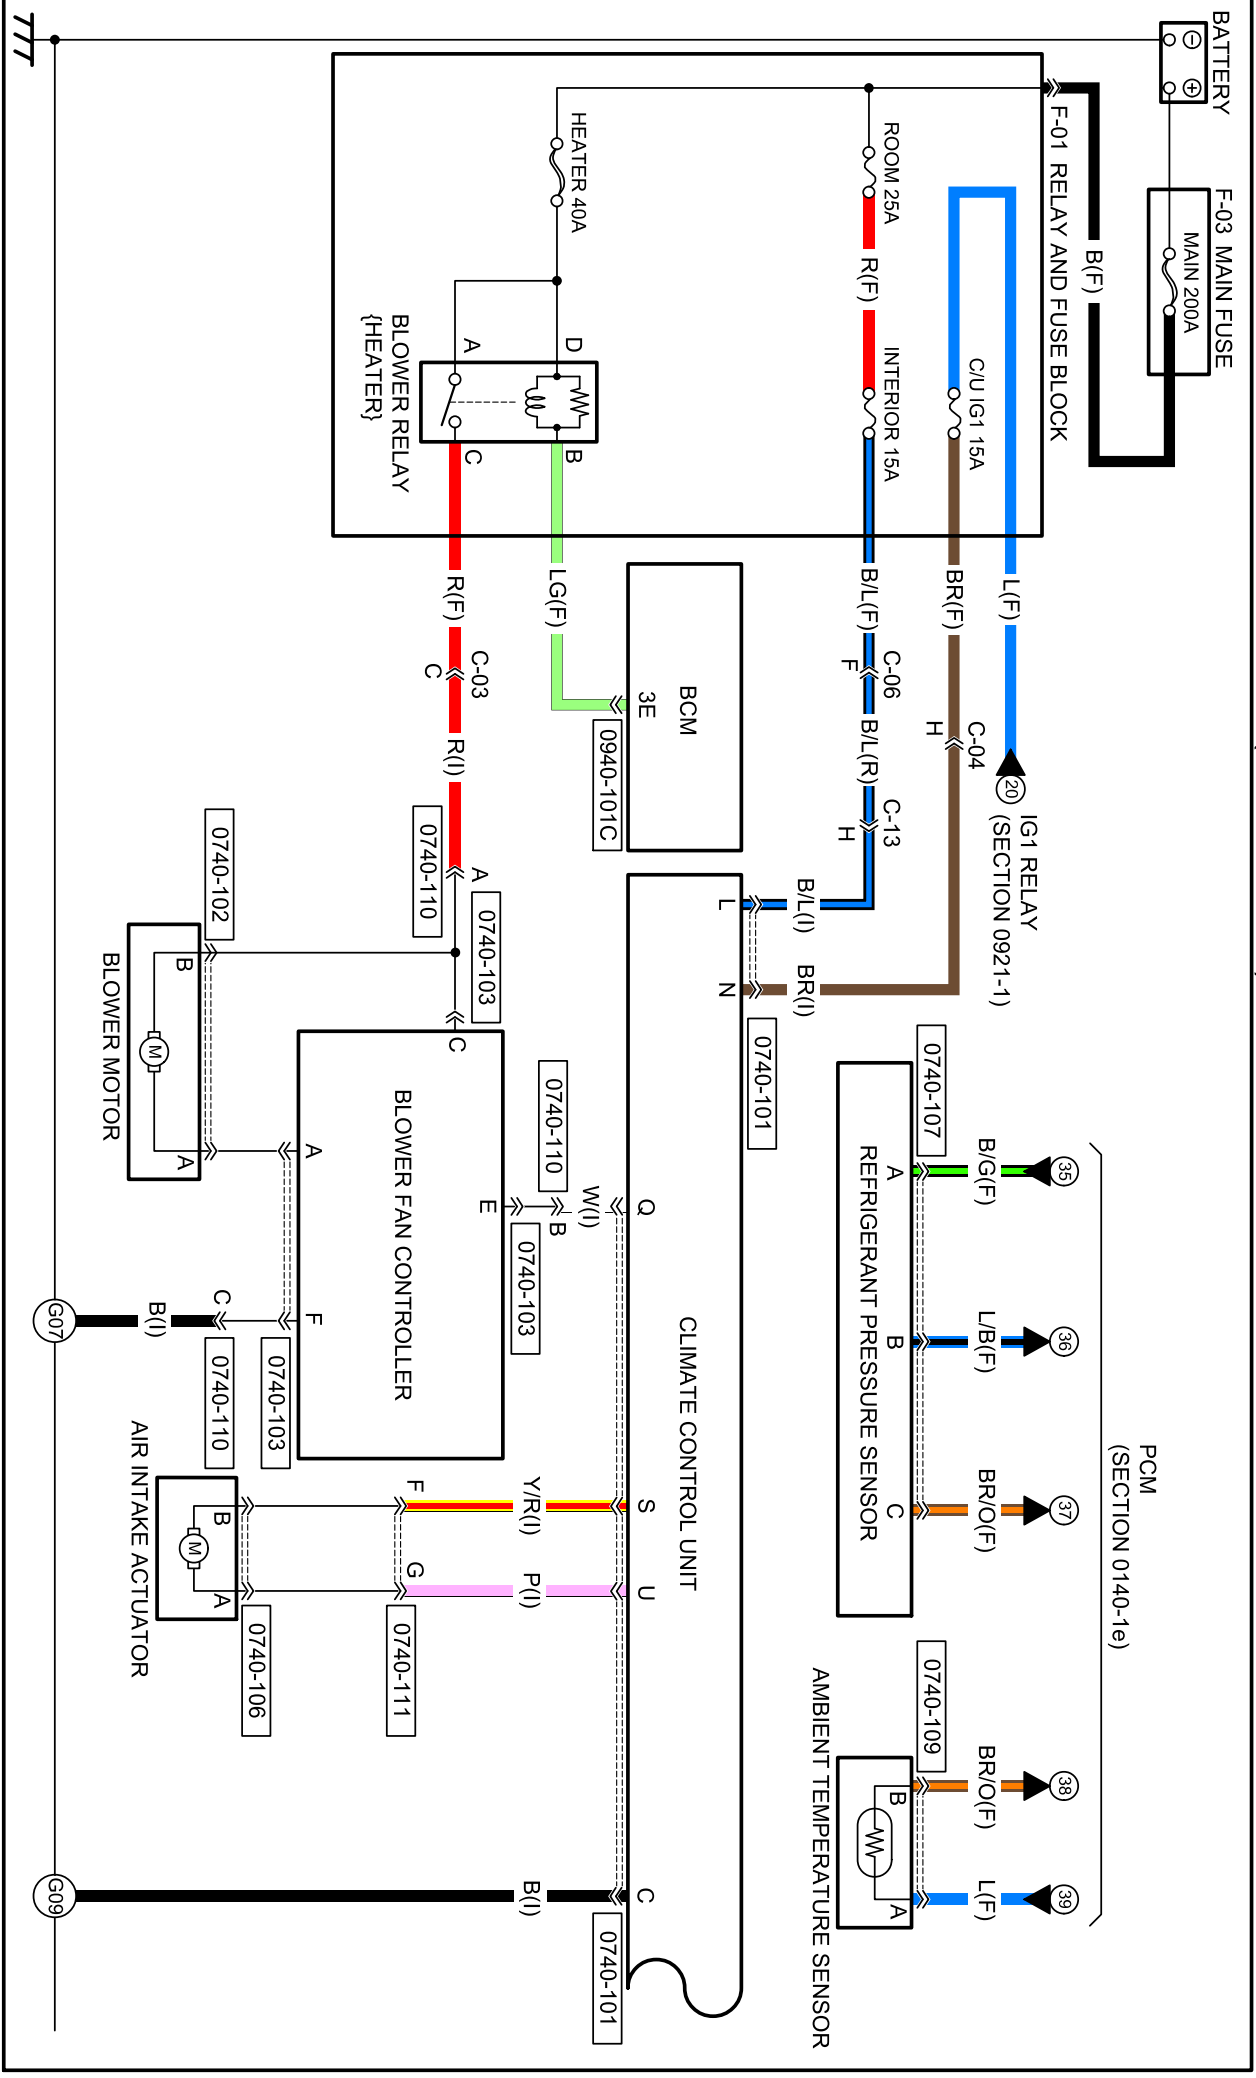 BATTERY
F-03 MAIN FUSE
MAIN 200A
B(F)
F-01 RELAY AND FUSE BLOCK
ROOM 25A
R(F)
INTERIOR 15A
C/U IG1 15A
HEATER 40A
D
A
B
C
BLOWER RELAY
{HEATER}
L(F)
20
IG1 RELAY
(SECTION 0921-1)
BR(F)
C-04
H
B/L(F)
C-06
F
B/L(R)
C-13
H
B/L(I)
BR(I)
0740-101
LG(F)
3E
BCM
0940-101C
R(F)
C-03
C
R(I)
A
0740-110
0740-103
C
0740-102
B
M
A
BLOWER MOTOR
PCM
(SECTION 0140-1e)
35
36
37
38
39
B/G(F)
L/B(F)
BR/O(F)
BR/O(F)
L(F)
0740-107
A
B
C
REFRIGERANT PRESSURE SENSOR
0740-109
B
A
AMBIENT TEMPERATURE SENSOR
L
N
CLIMATE CONTROL UNIT
Q
S
U
C
0740-101
W(I)
B
0740-110
0740-103
E
BLOWER FAN CONTROLLER
A
F
0740-103
0740-110
C
B(I)
G07
Y/R(I)
P(I)
F
G
0740-111
0740-106
B
A
M
AIR INTAKE ACTUATOR
B(I)
G09